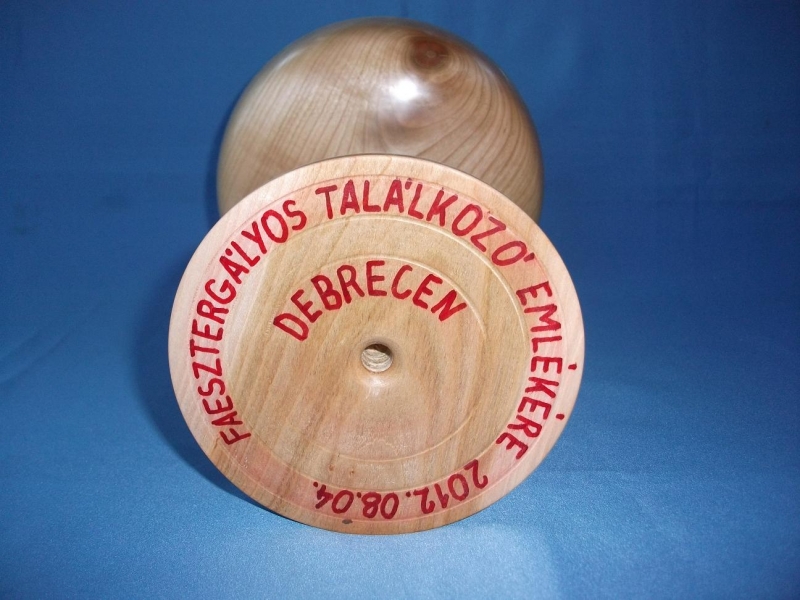 FAESZTERGÁLYOS TALÁLKOZÓ EMLÉKÉRE 2012.08.04.
DEBRECEN